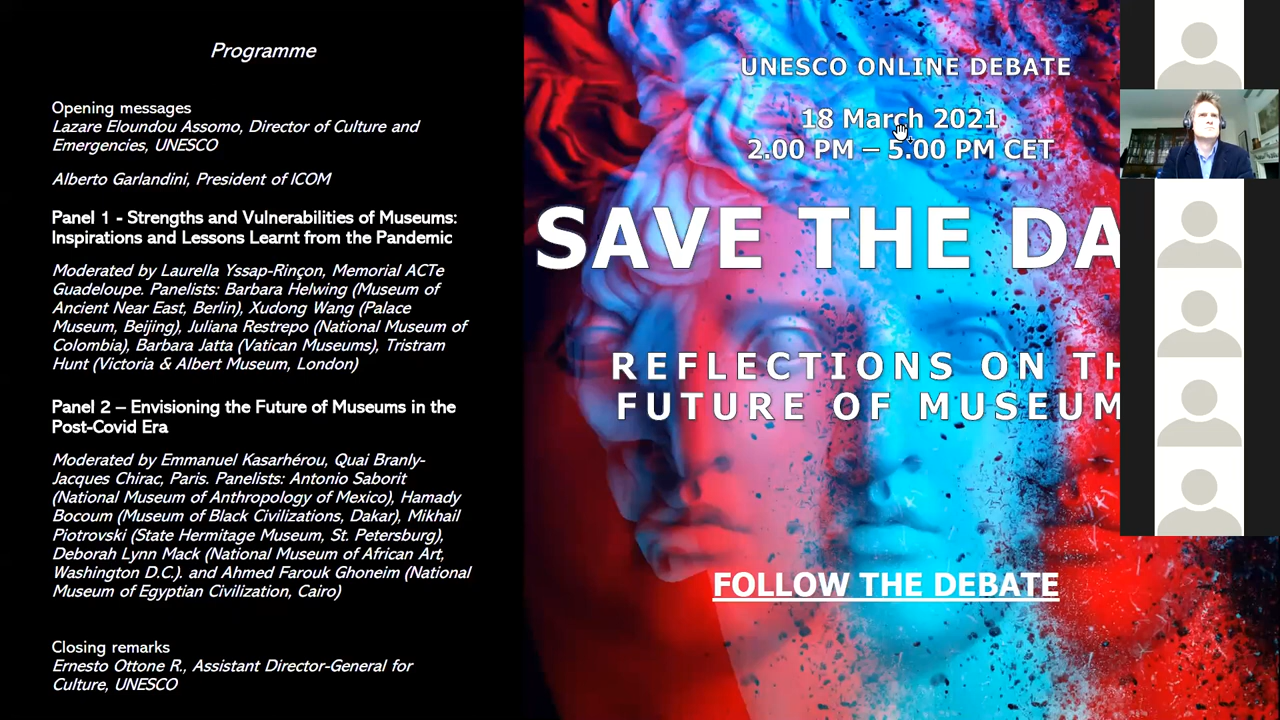 Programme
Opening messages
Lazare Eloundou Assomo, Director of Culture and
Emergencies, UNESCO
Alberto Garlandini, President of ICOM
Panel 1 - Strengths and Vulnerabilities of Museums:
Inspirations and Lessons Learnt from the Pandemic
Moderated by Laurella Yssap-Rinçon, Memorial ACTe
Guadeloupe. Panelists: Barbara Helwing (Museum of
Ancient Near East, Berlin), Xudong Wang (Palace
Museum, Beijing), Juliana Restrepo (National Museum of
Colombia), Barbara Jatta (Vatican Museums), Tristram
Hunt (Victoria & Albert Museum, London)
Panel 2 – Envisioning the Future of Museums in the
Post-Covid Era
Moderated by Emmanuel Kasarhérou, Quai Branly-
Jacques Chirac, Paris. Panelists: Antonio Saborit
(National Museum of Anthropology of Mexico), Hamady
Bocoum (Museum of Black Civilizations, Dakar), Mikhail
Piotrovski (State Hermitage Museum, St. Petersburg),
Deborah Lynn Mack (National Museum of African Art,
Washington D.C.). and Ahmed Farouk Ghoneim (National
Museum of Egyptian Civilization, Cairo)
Closing remarks
Ernesto Ottone R., Assistant Director-General for
Culture, UNESCO
UNESCO ONLINE DEBATE
18 March 2021
2.00 PM – 5.00 PM CET
SAVE THE DA
REFLECTIONS ON TH
FUTURE OF MUSEUM
FOLLOW THE DEBATE